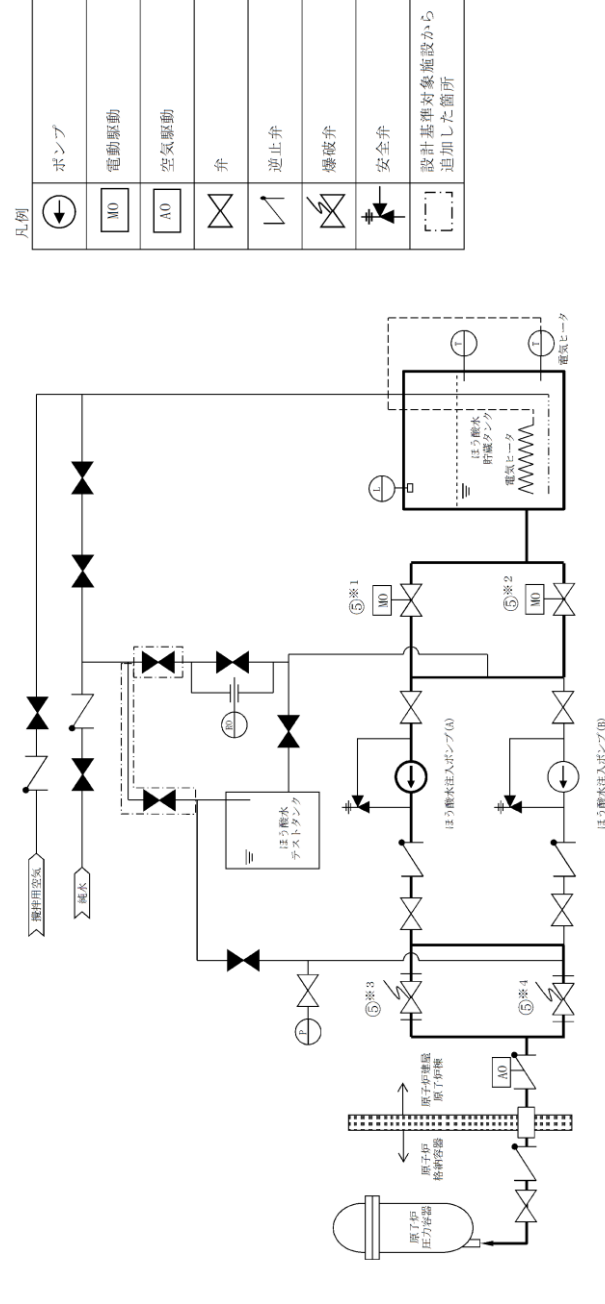 凡例
ポンプ
MO
電動駆動
AO
空気駆動
弁
逆止弁
爆破弁
安全弁
設計基準対象施設から
追加した箇所
攪拌用空気
純水
RO
ほう酸水
テストタンク
P
L
ほう酸水
貯蔵タンク
電気ヒータ
T
T
電気ヒータ
⑤※1
MO
⑤※2
MO
ほう酸水注入ポンプ(A)
ほう酸水注入ポンプ(B)
⑤※3
⑤※4
AO
原子炉建屋
原子炉棟
原子炉
格納容器
原子炉
圧力容器